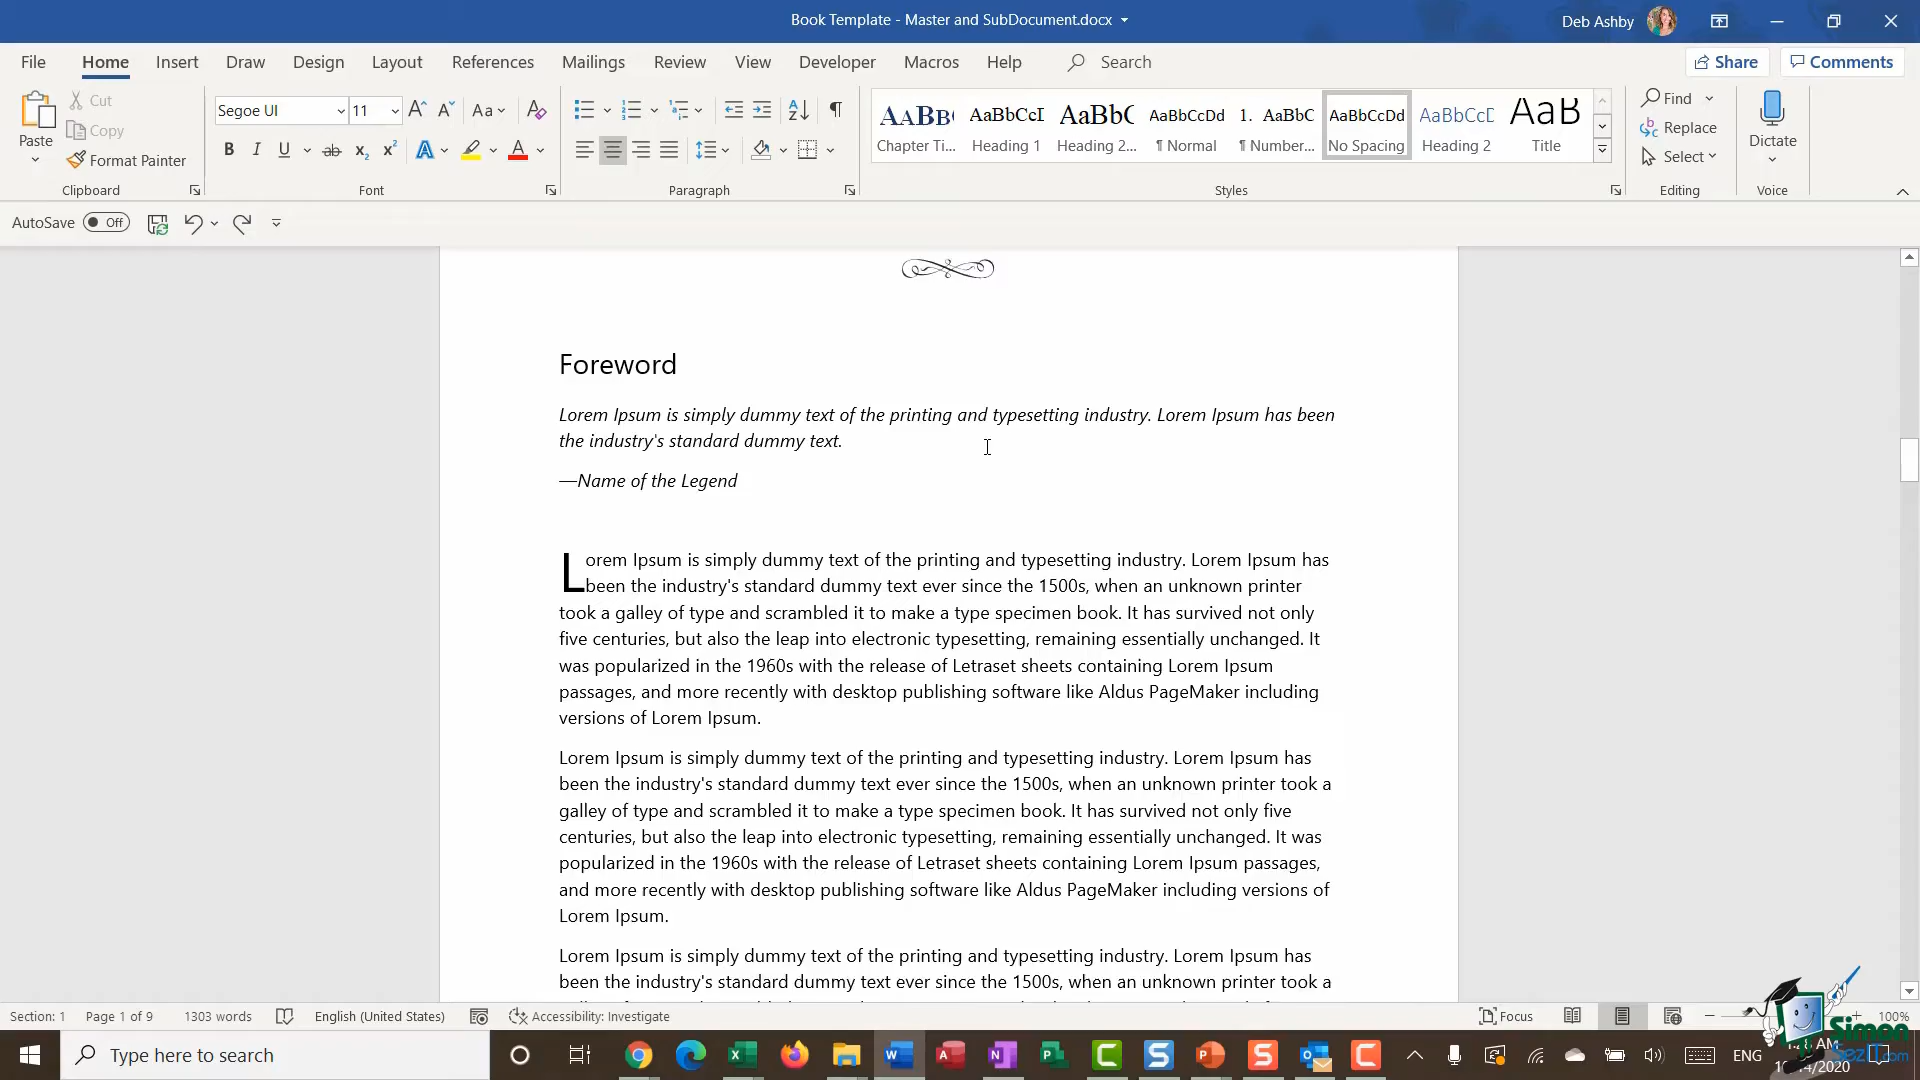 Book Template - Master and SubDocument.docx
Deb Ashby
File Home Insert Draw Design Layout References Mailings Review View Developer Macros Help Search
Share Comments
Paste
Cut
Copy
Format Painter
Clipboard
Segoe UI 11
Font
Paragraph
AaBb( AaBbCcI AaBbC AaBbCcDd 1. AaBbC AaBbCcDd AaBbCcD AaB
Chapter Ti... Heading 1 Heading 2... ¶ Normal ¶ Number... No Spacing Heading 2 Title
Styles
Find
Replace
Select
Editing
Dictate
Voice
AutoSave Off
Foreword
Lorem Ipsum is simply dummy text of the printing and typesetting industry. Lorem Ipsum has been
the industry's standard dummy text.
—Name of the Legend
Lorem Ipsum is simply dummy text of the printing and typesetting industry. Lorem Ipsum has
been the industry's standard dummy text ever since the 1500s, when an unknown printer
took a galley of type and scrambled it to make a type specimen book. It has survived not only
five centuries, but also the leap into electronic typesetting, remaining essentially unchanged. It
was popularized in the 1960s with the release of Letraset sheets containing Lorem Ipsum
passages, and more recently with desktop publishing software like Aldus PageMaker including
versions of Lorem Ipsum.
Lorem Ipsum is simply dummy text of the printing and typesetting industry. Lorem Ipsum has
been the industry's standard dummy text ever since the 1500s, when an unknown printer took a
galley of type and scrambled it to make a type specimen book. It has survived not only five
centuries, but also the leap into electronic typesetting, remaining essentially unchanged. It was
popularized in the 1960s with the release of Letraset sheets containing Lorem Ipsum passages,
and more recently with desktop publishing software like Aldus PageMaker including versions of
Lorem Ipsum.
Lorem Ipsum is simply dummy text of the printing and typesetting industry. Lorem Ipsum has
been the industry's standard dummy text ever since the 1500s, when an unknown printer took a
Section: 1 Page 1 of 9 1303 words English (United States) Accessibility: Investigate
Focus 100%
Type here to search
ENG
Simon
SezIT.com